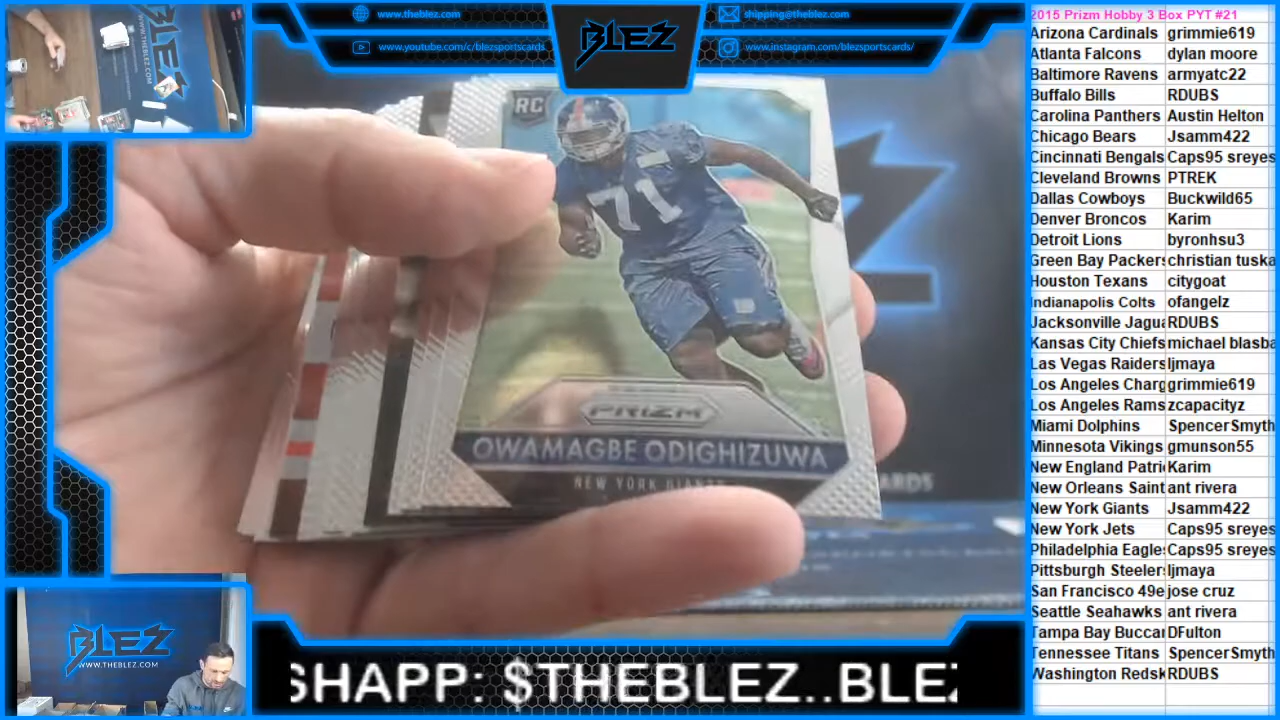 www.theblez.com
www.youtube.com/c/blezsportscards
BLEZ
shipping@theblez.com
www.instagram.com/blezsportscards/
RC
71
PRIZM
OWAMAGBE ODIGHIZUWA
NEW YORK GIANTS
ARDS
BLEZ
WWW.THEBLEZ.COM
SHAPP: $THEBLEZ..BLEZ
2015 Prizm Hobby 3 Box PYT #21
Arizona Cardinals grimmie619
Atlanta Falcons dylan moore
Baltimore Ravens armyatc22
Buffalo Bills RDUBS
Carolina Panthers Austin Helton
Chicago Bears Jsamm422
Cincinnati Bengals Caps95 sreyes
Cleveland Browns PTREK
Dallas Cowboys Buckwild65
Denver Broncos Karim
Detroit Lions byronhsu3
Green Bay Packers christian tuska
Houston Texans citygoat
Indianapolis Colts ofangelz
Jacksonville Jagua RDUBS
Kansas City Chiefs michael blasba
Las Vegas Raiders ljmaya
Los Angeles Charg grimmie619
Los Angeles Rams zcapacityz
Miami Dolphins SpencerSmyth
Minnesota Vikings gmunson55
New England Patri Karim
New Orleans Saint ant rivera
New York Giants Jsamm422
New York Jets Caps95 sreyes
Philadelphia Eagles Caps95 sreyes
Pittsburgh Steelers ljmaya
San Francisco 49e jose cruz
Seattle Seahawks ant rivera
Tampa Bay Buccar DFulton
Tennessee Titans SpencerSmyth
Washington Redsk RDUBS